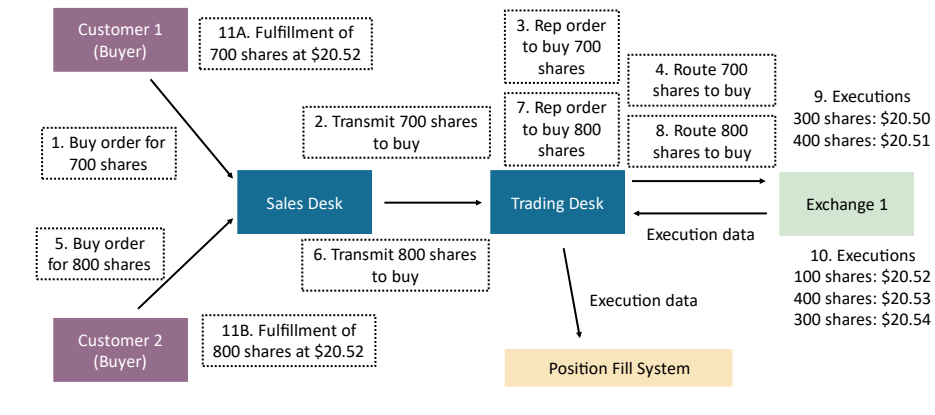 Customer 1
(Buyer)
11A. Fulfillment of
700 shares at $20.52
3. Rep order
to buy 700
shares
4. Route 700
shares to buy
9. Executions
300 shares: $20.50
400 shares: $20.51
1. Buy order for
700 shares
2. Transmit 700 shares
to buy
7. Rep order
to buy 800
shares
8. Route 800
shares to buy
Sales Desk
Trading Desk
Exchange 1
Execution data
5. Buy order
for 800 shares
6. Transmit 800 shares
to buy
10. Executions
100 shares: $20.52
400 shares: $20.53
300 shares: $20.54
Execution data
Customer 2
(Buyer)
11B. Fulfillment of
800 shares at $20.52
Position Fill System